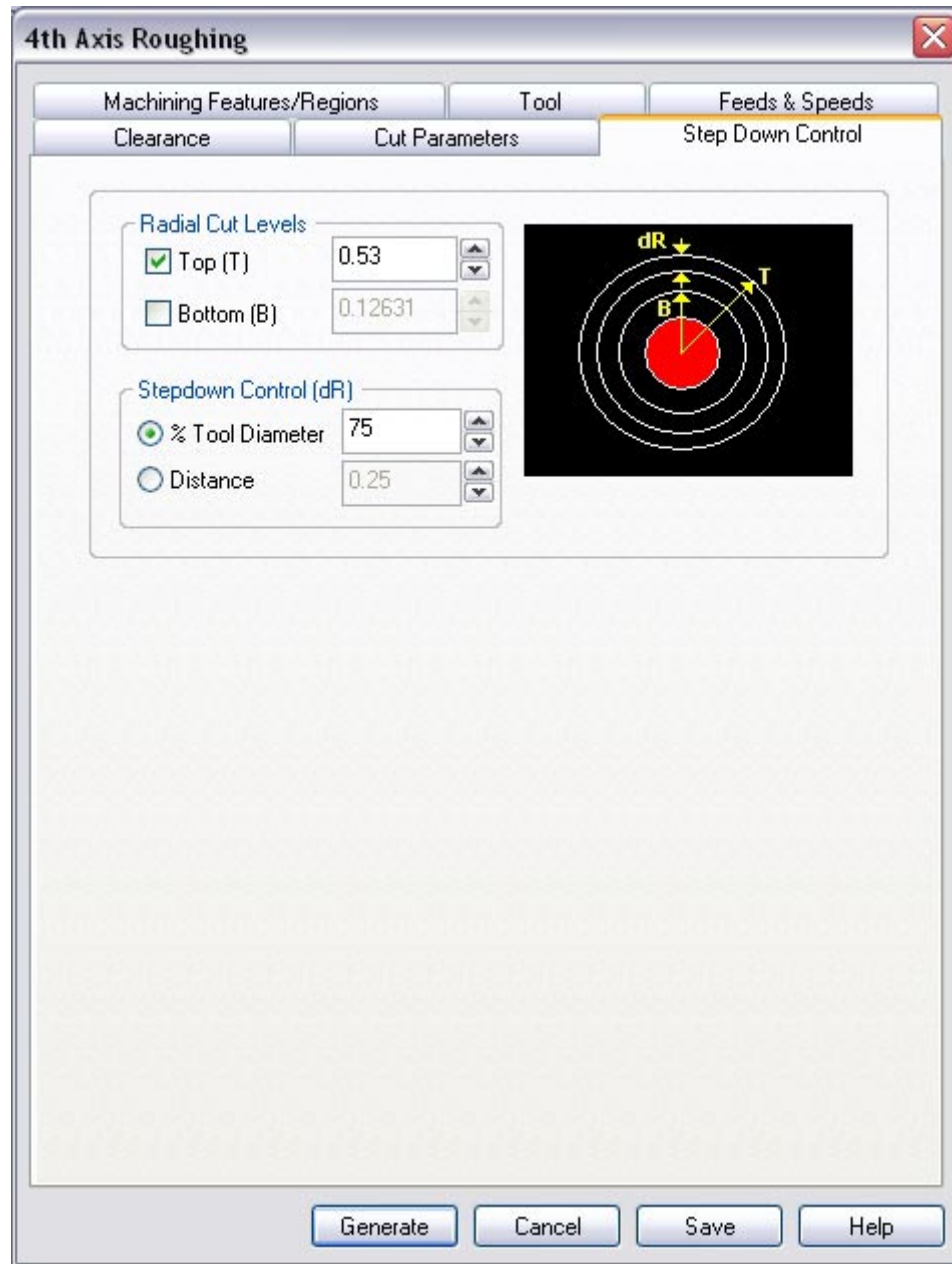 4th Axis Roughing
Machining Features/Regions Tool Feeds & Speeds
Clearance Cut Parameters Step Down Control
Radial Cut Levels
Top (T) 0.53
Bottom (B) 0.12631
dR
T
B
Stepdown Control (dR)
% Tool Diameter 75
Distance 0.25
Generate Cancel Save Help